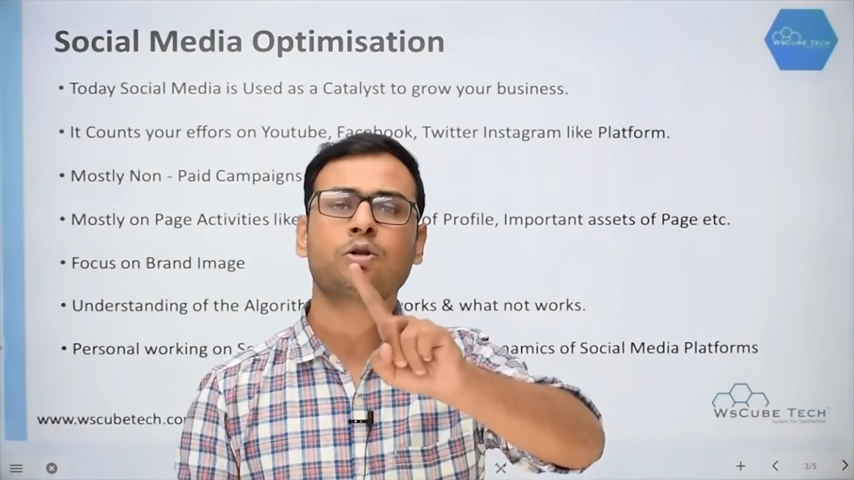 Social Media Optimisation
WsCube Tech
• Today Social Media is Used as a Catalyst to grow your business.
• It Counts your effors on Youtube, Facebook, Twitter Instagram like Platform.
• Mostly Non - Paid Campaigns
• Mostly on Page Activities like of Profile, Important assets of Page etc.
• Focus on Brand Image
• Understanding of the Algorith works & what not works.
• Personal working on So namics of Social Media Platforms
www.wscubetech.com
WsCube Tech
3/5